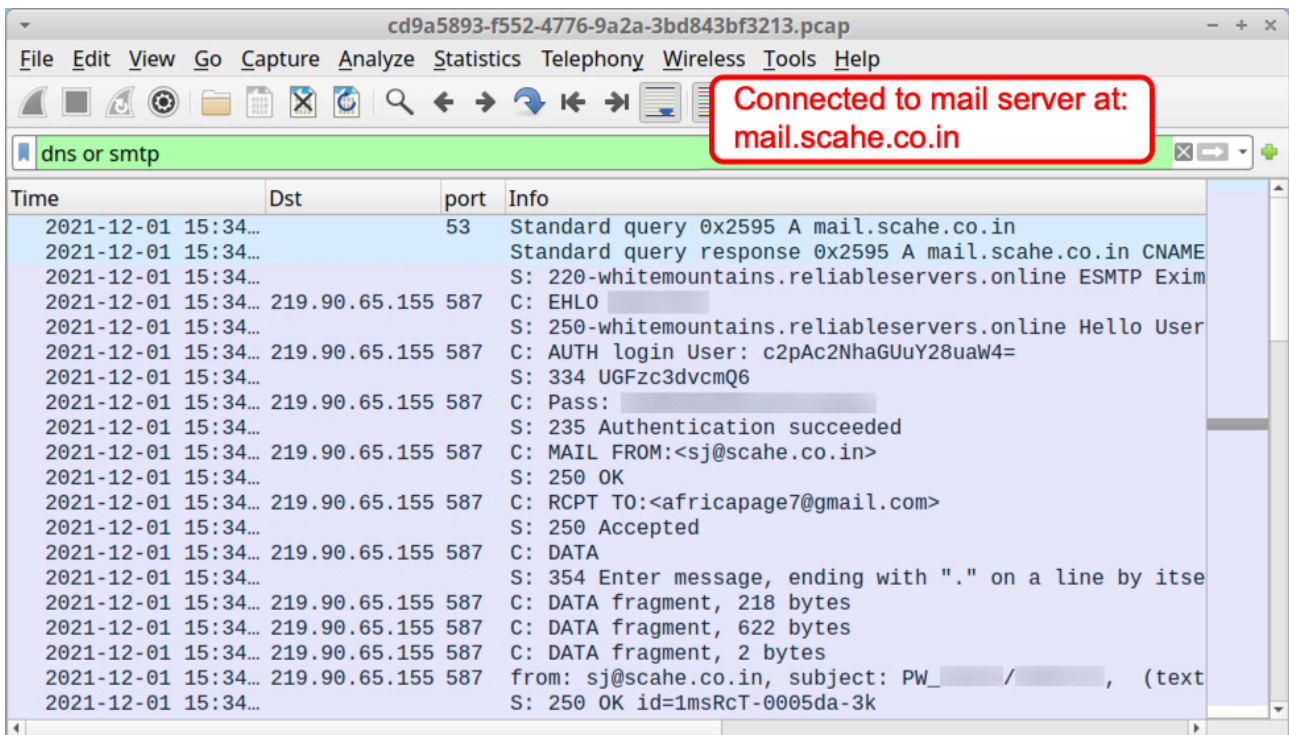 cd9a5893-f552-4776-9a2a-3bd843bf3213.pcap
File Edit View Go Capture Analyze Statistics Telephony Wireless Tools Help
Connected to mail server at:
mail.scahe.co.in
dns or smtp
Time Dst port Info
2021-12-01 15:34… 53 Standard query 0x2595 A mail.scahe.co.in
2021-12-01 15:34… Standard query response 0x2595 A mail.scahe.co.in CNAME
2021-12-01 15:34… S: 220-whitemountains.reliableservers.online ESMTP Exim
2021-12-01 15:34… 219.90.65.155 587 C: EHLO
2021-12-01 15:34… S: 250-whitemountains.reliableservers.online Hello User
2021-12-01 15:34… 219.90.65.155 587 C: AUTH login User: c2pAc2NhaGUuY28uaW4=
2021-12-01 15:34… S: 334 UGFzc3dvcmQ6
2021-12-01 15:34… 219.90.65.155 587 C: Pass:
2021-12-01 15:34… S: 235 Authentication succeeded
2021-12-01 15:34… 219.90.65.155 587 C: MAIL FROM:<sj@scahe.co.in>
2021-12-01 15:34… S: 250 OK
2021-12-01 15:34… 219.90.65.155 587 C: RCPT TO:<africapage7@gmail.com>
2021-12-01 15:34… S: 250 Accepted
2021-12-01 15:34… 219.90.65.155 587 C: DATA
2021-12-01 15:34… S: 354 Enter message, ending with "." on a line by itse
2021-12-01 15:34… 219.90.65.155 587 C: DATA fragment, 218 bytes
2021-12-01 15:34… 219.90.65.155 587 C: DATA fragment, 622 bytes
2021-12-01 15:34… 219.90.65.155 587 C: DATA fragment, 2 bytes
2021-12-01 15:34… 219.90.65.155 587 from: sj@scahe.co.in, subject: PW_ / , (text
2021-12-01 15:34… S: 250 OK id=1msRcT-0005da-3k